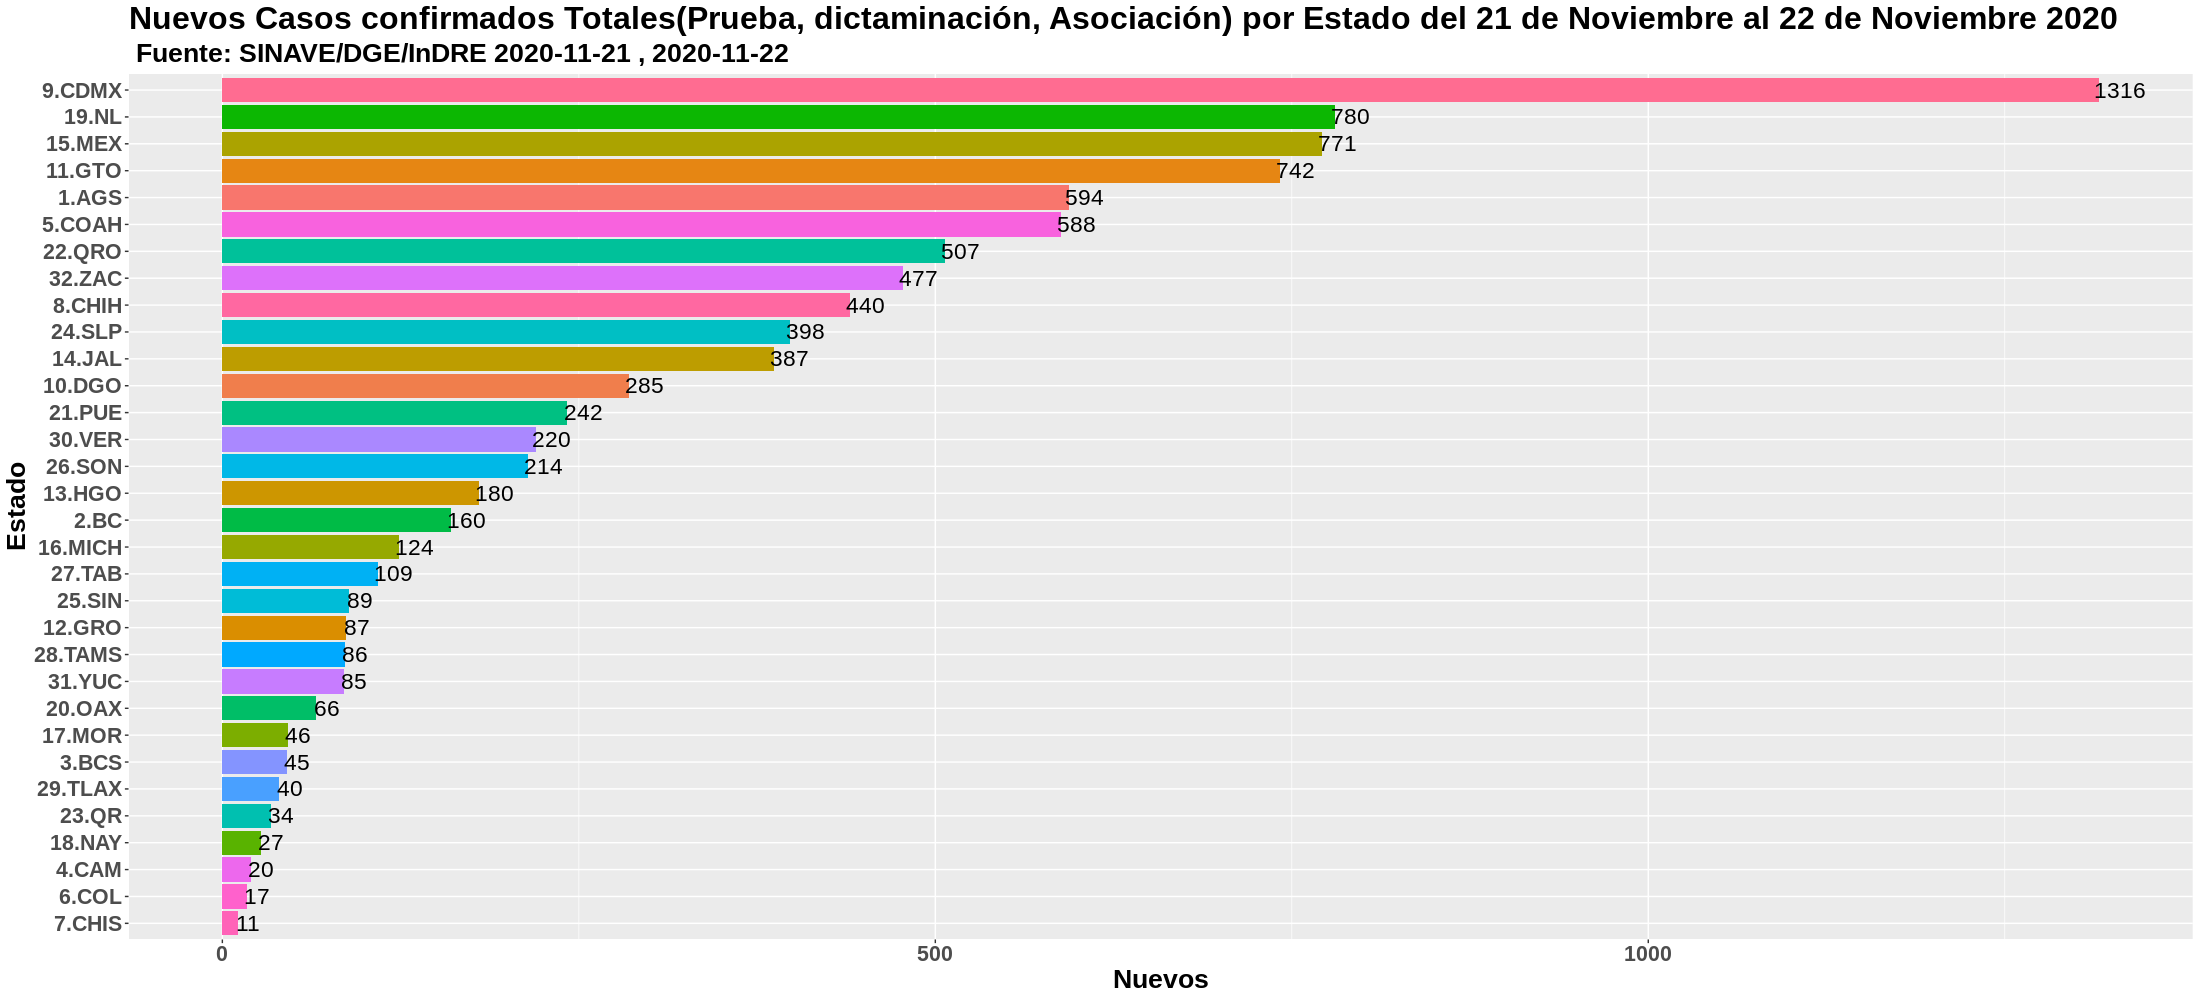 Nuevos Casos confirmados Totales(Prueba, dictaminación, Asociación) por Estado del 21 de Noviembre al 22 de Noviembre 2020
Fuente: SINAVE/DGE/InDRE 2020-11-21 , 2020-11-22
Estado
9.CDMX 1316
19.NL 780
15.MEX 771
11.GTO 742
1.AGS 594
5.COAH 588
22.QRO 507
32.ZAC 477
8.CHIH 440
24.SLP 398
14.JAL 387
10.DGO 285
21.PUE 242
30.VER 220
26.SON 214
13.HGO 180
2.BC 160
16.MICH 124
27.TAB 109
25.SIN 89
12.GRO 87
28.TAMS 86
31.YUC 85
20.OAX 66
17.MOR 46
3.BCS 45
29.TLAX 40
23.QR 34
18.NAY 27
4.CAM 20
6.COL 17
7.CHIS 11
0 500 1000
Nuevos